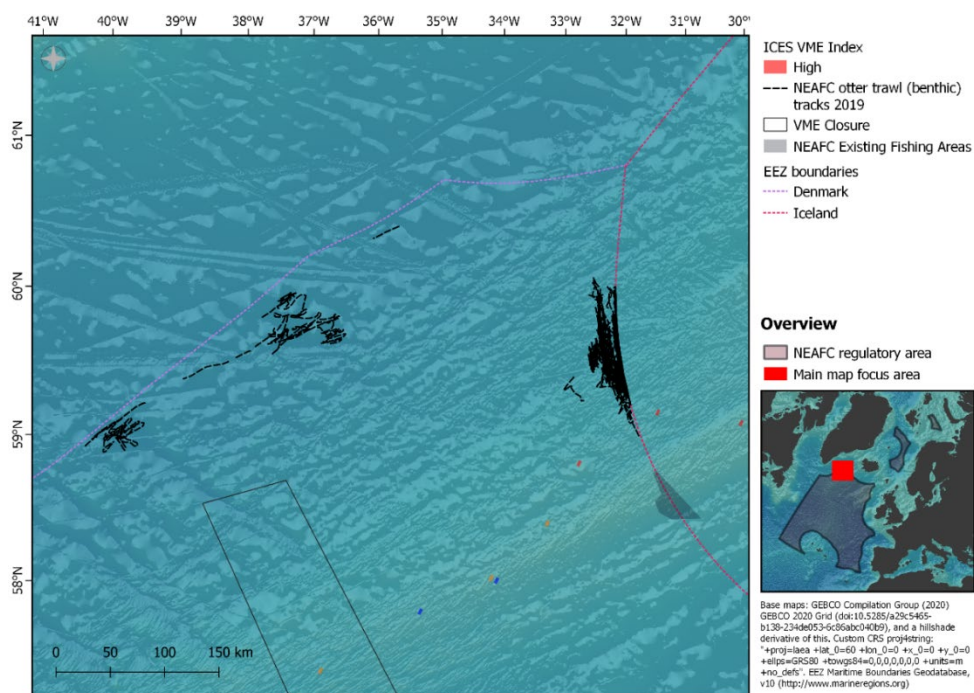 41°W 40°W 39°W 38°W 37°W 36°W 35°W 34°W 33°W 32°W 31°W 30°W
61°N
60°N
59°N
58°N
0 50 100 150 km
ICES VME Index
High
NEAFC otter trawl (benthic)
tracks 2019
VME Closure
NEAFC Existing Fishing Areas
EEZ boundaries
Denmark
Iceland
Overview
NEAFC regulatory area
Main map focus area
Base maps: GEBCO Compilation Group (2020)
GEBCO 2020 Grid (doi:10.5285/a29c5465-
b138-234de053-6c86abc040b9), and a hillshade
derivative of this. Custom CRS proj4string:
"+proj=laea +lat_0=60 +lon_0=0 +x_0=0 +y_0=0
+ellps=GRS80 +towgs84=0,0,0,0,0,0,0 +units=m
+no_defs". EEZ Maritime Boundaries Geodatabase,
v10 (http://www.marineregions.org)